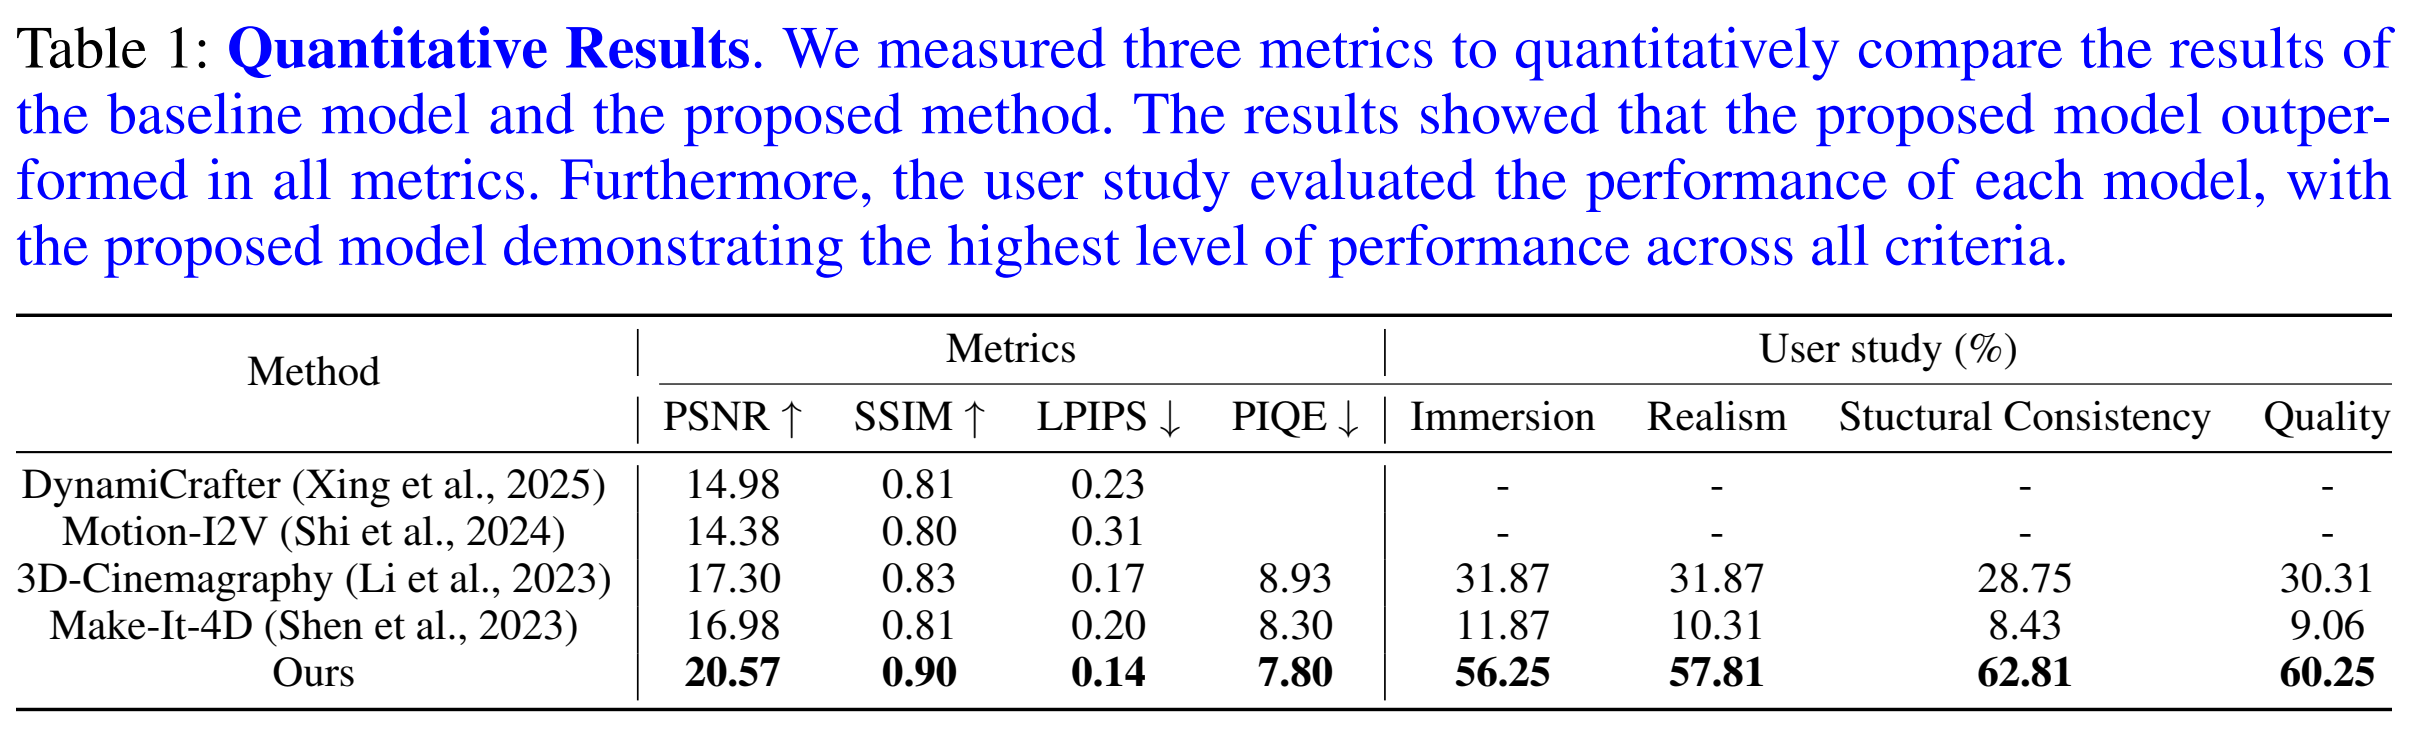 Table 1: Quantitative Results. We measured three metrics to quantitatively compare the results of
the baseline model and the proposed method. The results showed that the proposed model outper-
formed in all metrics. Furthermore, the user study evaluated the performance of each model, with
the proposed model demonstrating the highest level of performance across all criteria.
Method Metrics User study (%)
PSNR ↑ SSIM ↑ LPIPS ↓ PIQE ↓ Immersion Realism Stuctural Consistency Quality
DynamiCrafter (Xing et al., 2025) 14.98 0.81 0.23 - - - -
Motion-I2V (Shi et al., 2024) 14.38 0.80 0.31 - - - -
3D-Cinemagraphy (Li et al., 2023) 17.30 0.83 0.17 8.93 31.87 31.87 28.75 30.31
Make-It-4D (Shen et al., 2023) 16.98 0.81 0.20 8.30 11.87 10.31 8.43 9.06
Ours 20.57 0.90 0.14 7.80 56.25 57.81 62.81 60.25